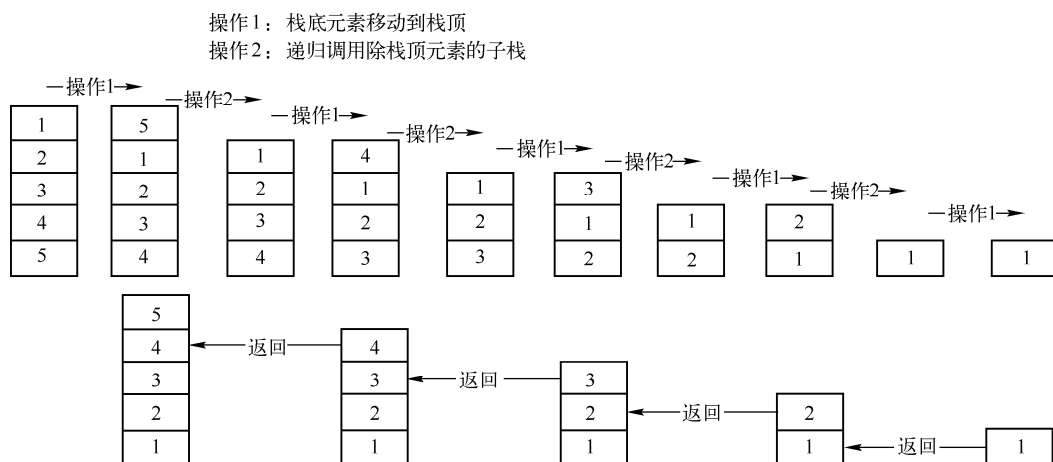 操作1：栈底元素移动到栈顶
操作2：递归调用除栈顶元素的子栈
操作1 操作2 操作1 操作2 操作1 操作2 操作1 操作2 操作1
1 5
2 1 1 4
3 2 2 1 1 3
4 3 3 2 2 1 1 2
5 4 4 3 3 2 2 1 1 1
5
4 返回 4
3 3 返回 3
2 2 2 返回 2
1 1 1 1 返回 1